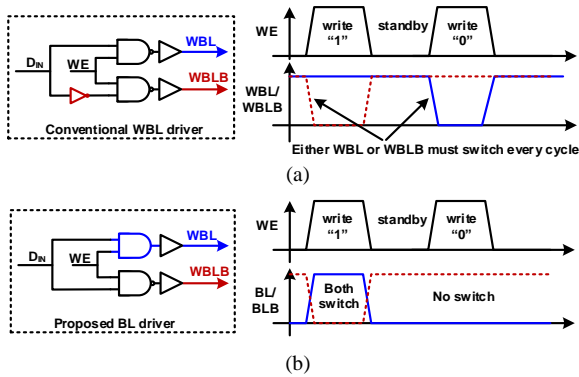 WBL
D_IN
WE
WBLB
Conventional WBL driver
WE
write
"1"
standby
write
"0"
WBL/
WBLB
Either WBL or WBLB must switch every cycle
(a)
WBL
D_IN
WE
WBLB
Proposed BL driver
WE
write
"1"
standby
write
"0"
BL/
BLB
Both
switch
No switch
(b)